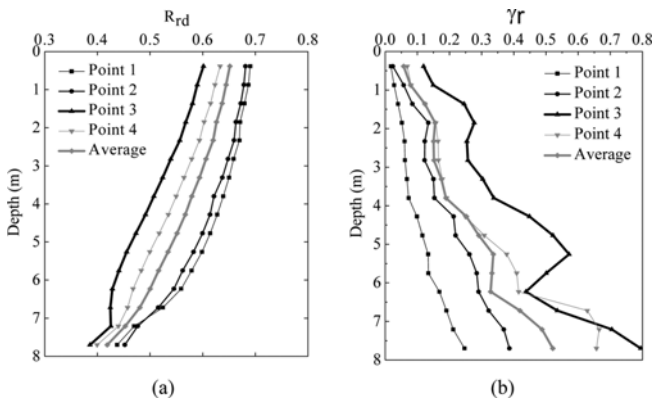 R_rd
0.3 0.4 0.5 0.6 0.7 0.8
0
1
2
3
4
5
6
7
8
Depth (m)
Point 1
Point 2
Point 3
Point 4
Average
(a)
γr
0.0 0.1 0.2 0.3 0.4 0.5 0.6 0.7 0.8
0
1
2
3
4
5
6
7
8
Depth (m)
Point 1
Point 2
Point 3
Point 4
Average
(b)